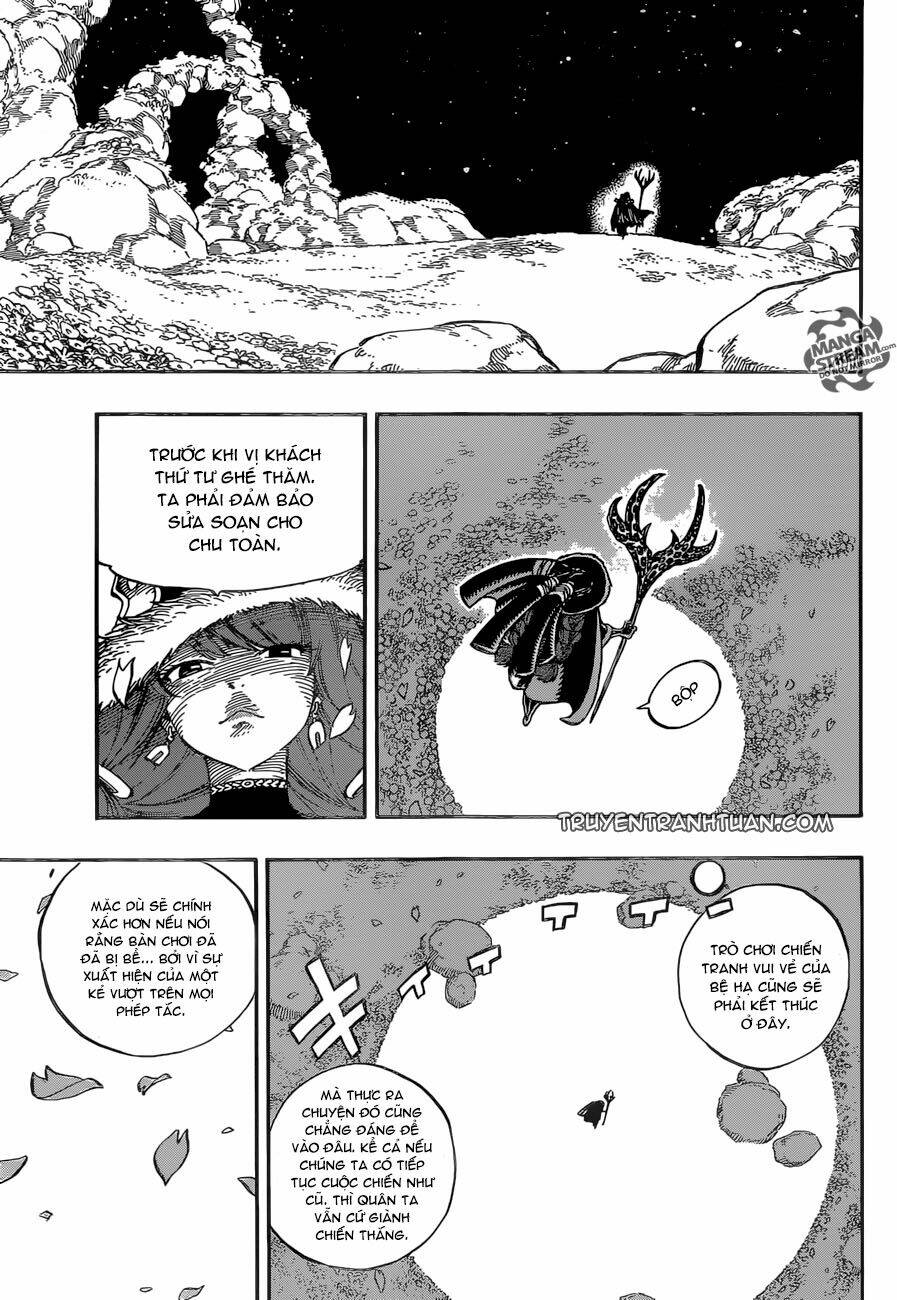 MANGA
STREAM.com
DO NOT MIRROR
TRƯỚC KHI VỊ KHÁCH
THỨ TƯ GHÉ THĂM.
TA PHẢI ĐẢM BẢO
SỬA SOẠN CHO
CHU TOÀN.
BỘP
TRUYENTRANHTUAN.COM
TRÒ CHƠI CHIẾN
TRANH VUI VẺ CỦA
BỆ HẠ CŨNG SẼ
PHẢI KẾT THÚC
Ở ĐÂY.
MÀ THỰC RA
CHUYỆN ĐÓ CŨNG
CHẲNG ĐÁNG ĐỂ
VÀO ĐÂU. KỂ CẢ NẾU
CHÚNG TA CÓ TIẾP
TỤC CUỘC CHIẾN NHƯ
CŨ. THÌ QUÂN TA
VẪN CỨ GIÀNH
CHIẾN THẮNG.
MẶC DÙ SẼ CHÍNH
XÁC HƠN NẾU NÓI
RẰNG BÀN CHƠI ĐÃ
ĐÃ BỊ BỂ... BỞI VÌ SỰ
XUẤT HIỆN CỦA MỘT
KẺ VƯỢT TRÊN MỌI
PHÉP TẮC.